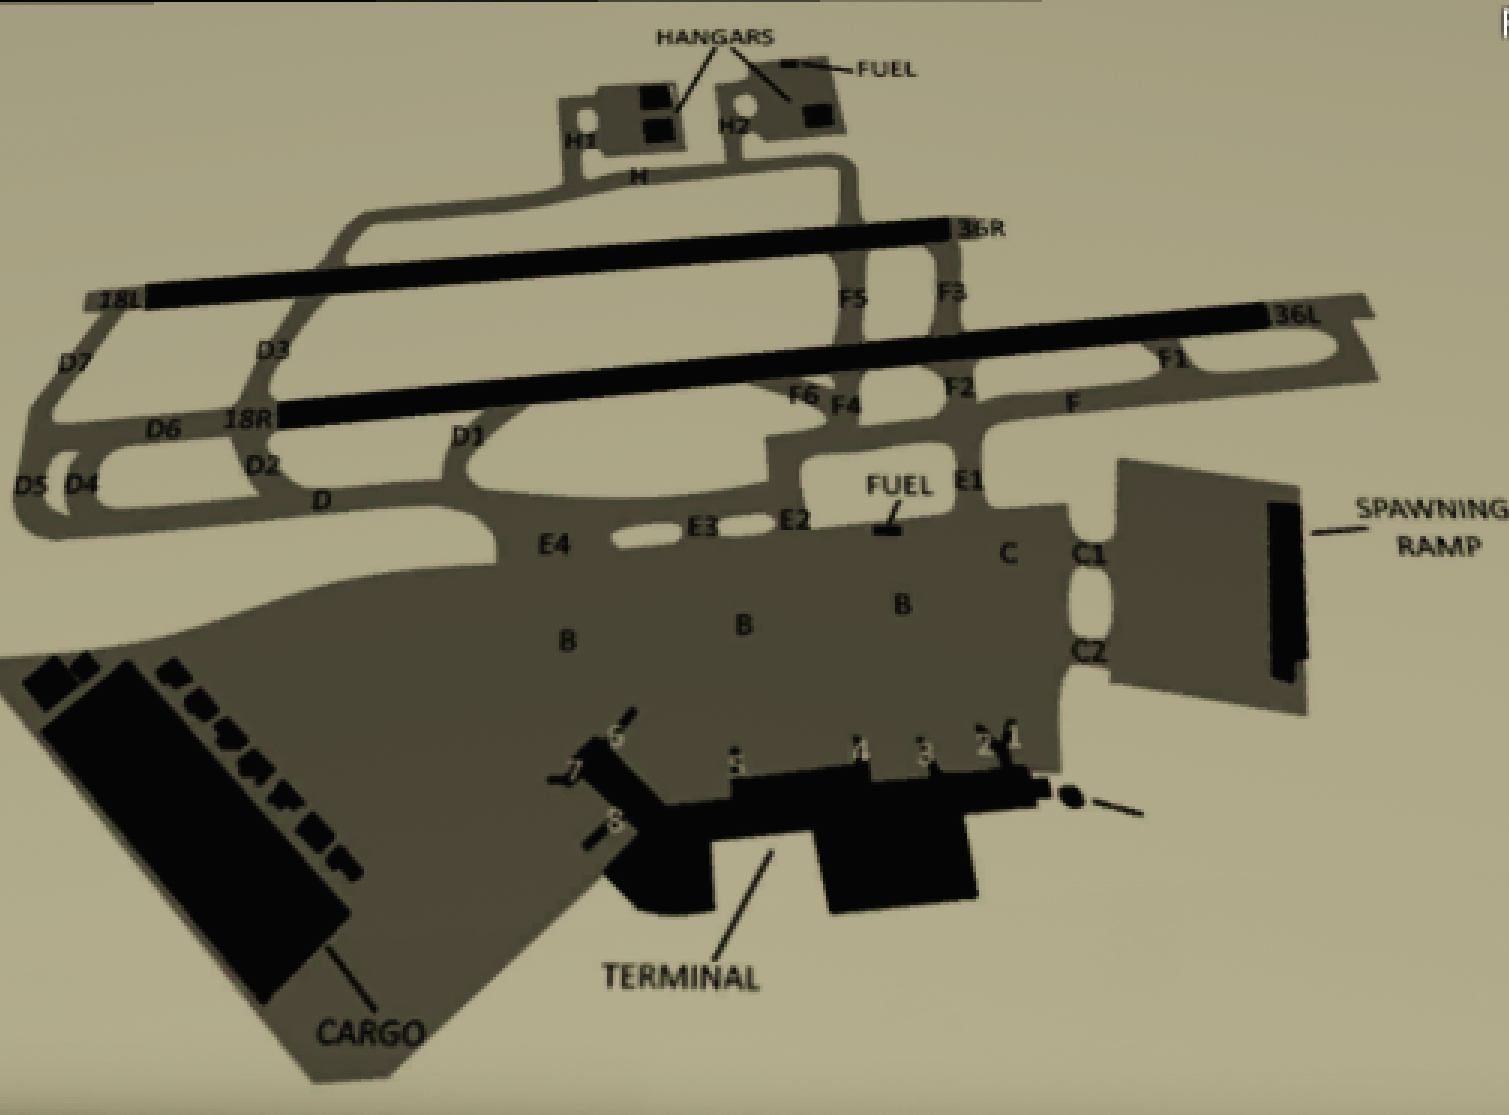 HANGARS
FUEL
H1
H2
H
36R
18L
F5
F3
36L
D7
D3
F1
F6
F4
F2
F
18R
D6
D1
D5
D4
D2
D
FUEL
E1
SPAWNING
RAMP
E4
E3
E2
C
C1
B
B
B
C2
6
7
5
4
3
2
1
8
TERMINAL
CARGO